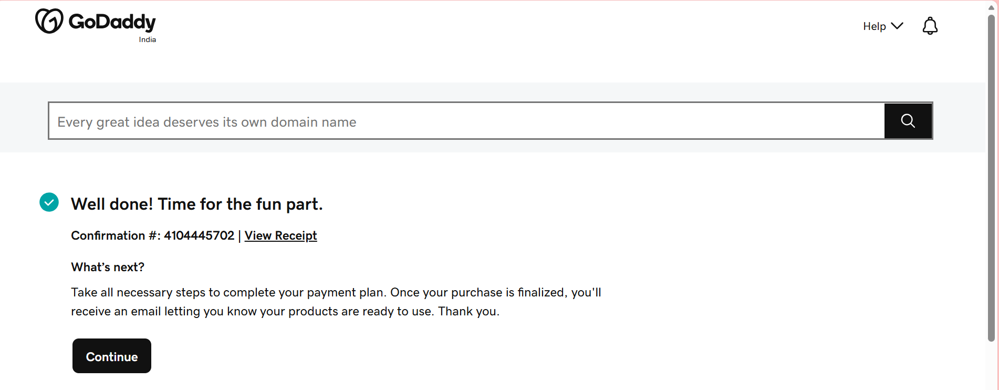 GoDaddy
India
Help
Every great idea deserves its own domain name
Well done! Time for the fun part.
Confirmation #: 4104445702 | View Receipt
What's next?
Take all necessary steps to complete your payment plan. Once your purchase is finalized, you'll
receive an email letting you know your products are ready to use. Thank you.
Continue